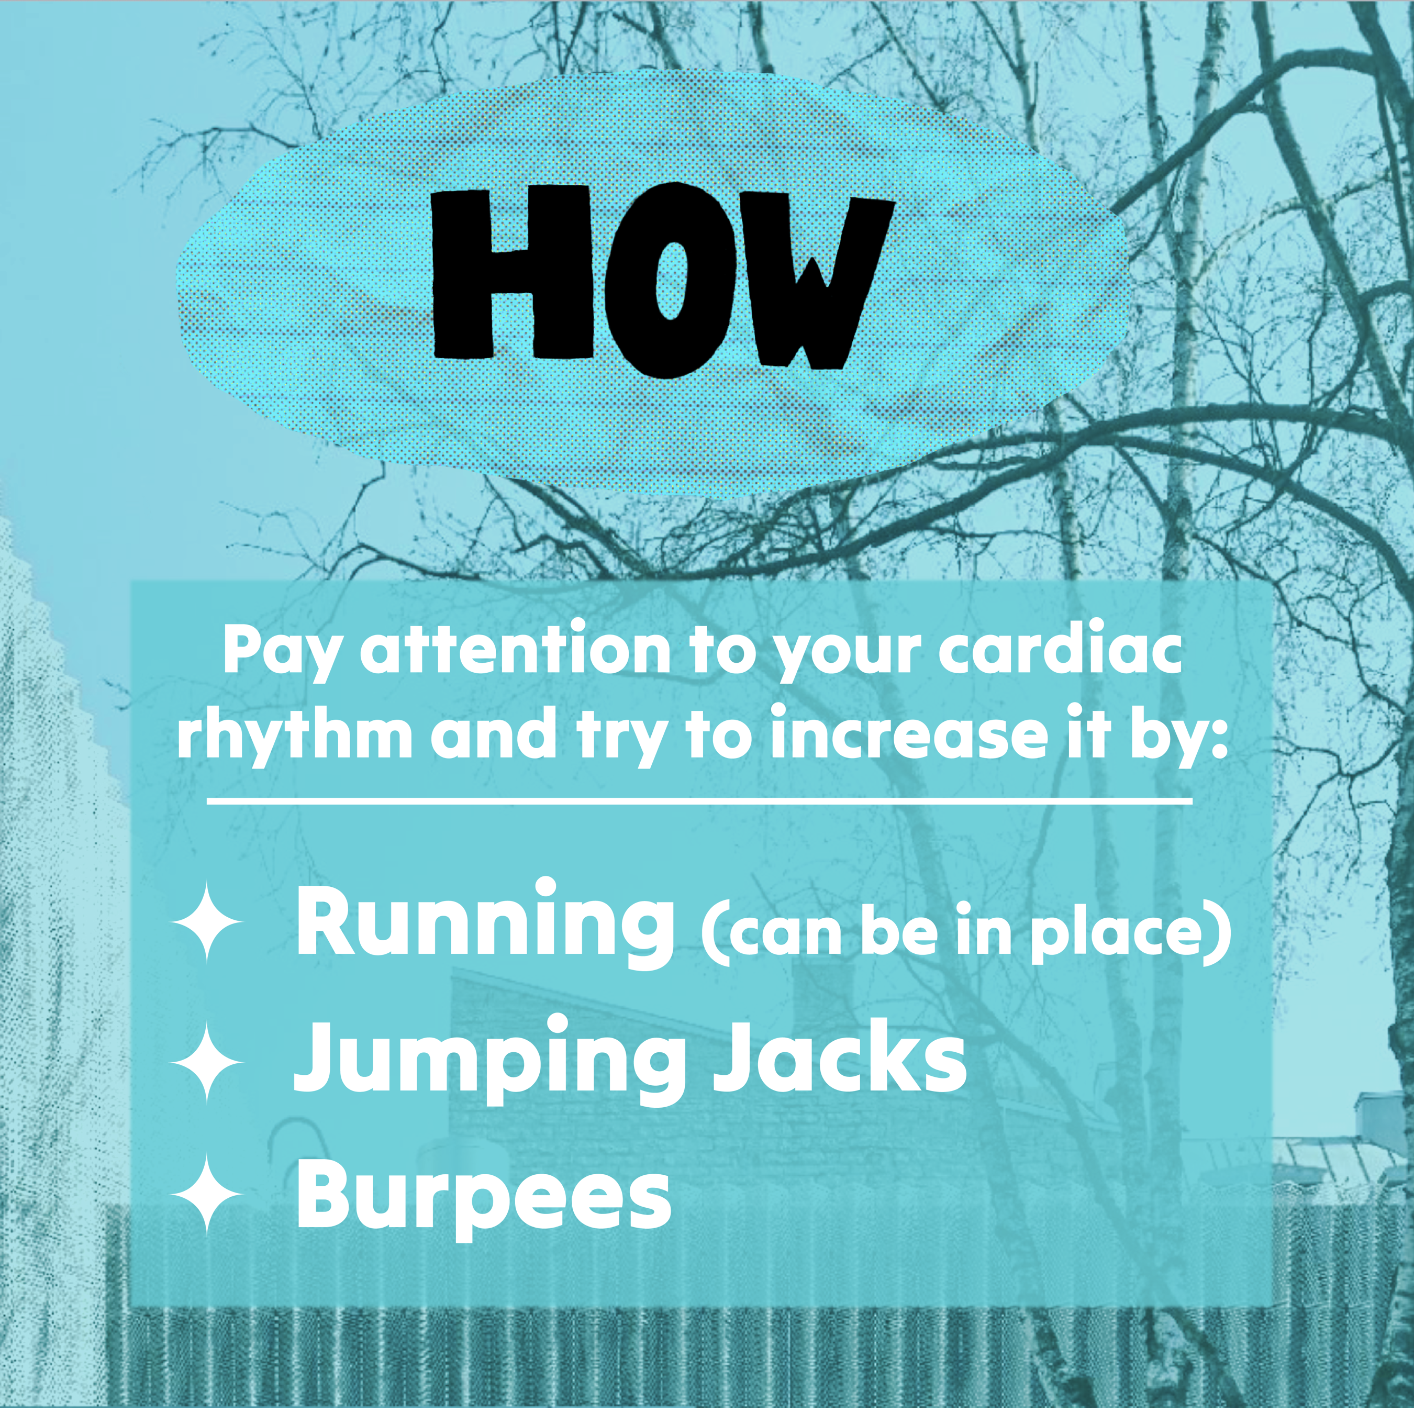 HOW
Pay attention to your cardiac
rhythm and try to increase it by:
Running (can be in place)
Jumping Jacks
Burpees